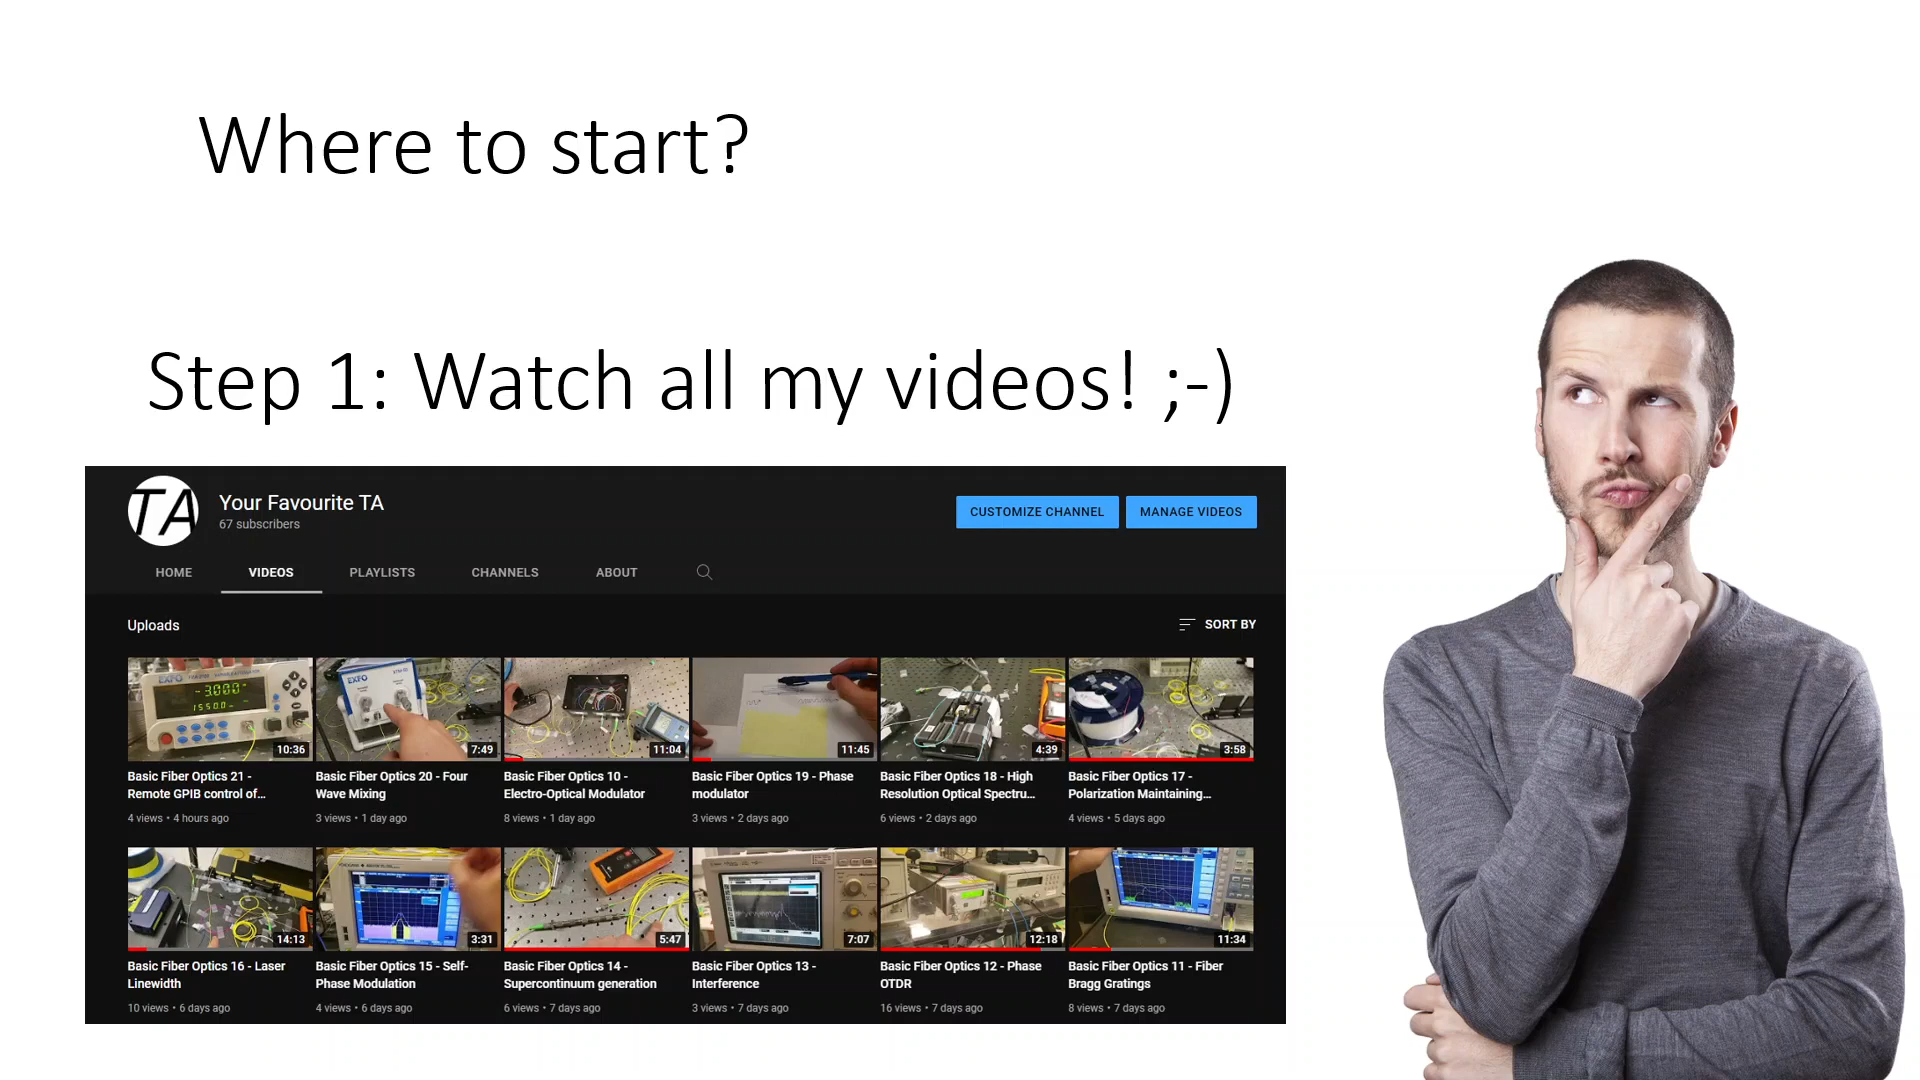 Where to start?
Step 1: Watch all my videos! ;-)
TA
Your Favourite TA
67 subscribers
CUSTOMIZE CHANNEL
MANAGE VIDEOS
HOME
VIDEOS
PLAYLISTS
CHANNELS
ABOUT
Uploads
SORT BY
EXFO
3.000
1550.0
10:36
EXFO
7:49
11:04
11:45
4:39
3:58
Basic Fiber Optics 21 -
Remote GPIB control of...
4 views • 4 hours ago
Basic Fiber Optics 20 - Four
Wave Mixing
3 views • 1 day ago
Basic Fiber Optics 10 -
Electro-Optical Modulator
8 views • 1 day ago
Basic Fiber Optics 19 - Phase
modulator
3 views • 2 days ago
Basic Fiber Optics 18 - High
Resolution Optical Spectru...
6 views • 2 days ago
Basic Fiber Optics 17 -
Polarization Maintaining...
4 views • 5 days ago
14:13
3:31
5:47
7:07
12:18
11:34
Basic Fiber Optics 16 - Laser
Linewidth
10 views • 6 days ago
Basic Fiber Optics 15 - Self-
Phase Modulation
4 views • 6 days ago
Basic Fiber Optics 14 -
Supercontinuum generation
6 views • 7 days ago
Basic Fiber Optics 13 -
Interference
3 views • 7 days ago
Basic Fiber Optics 12 - Phase
OTDR
16 views • 7 days ago
Basic Fiber Optics 11 - Fiber
Bragg Gratings
8 views • 7 days ago